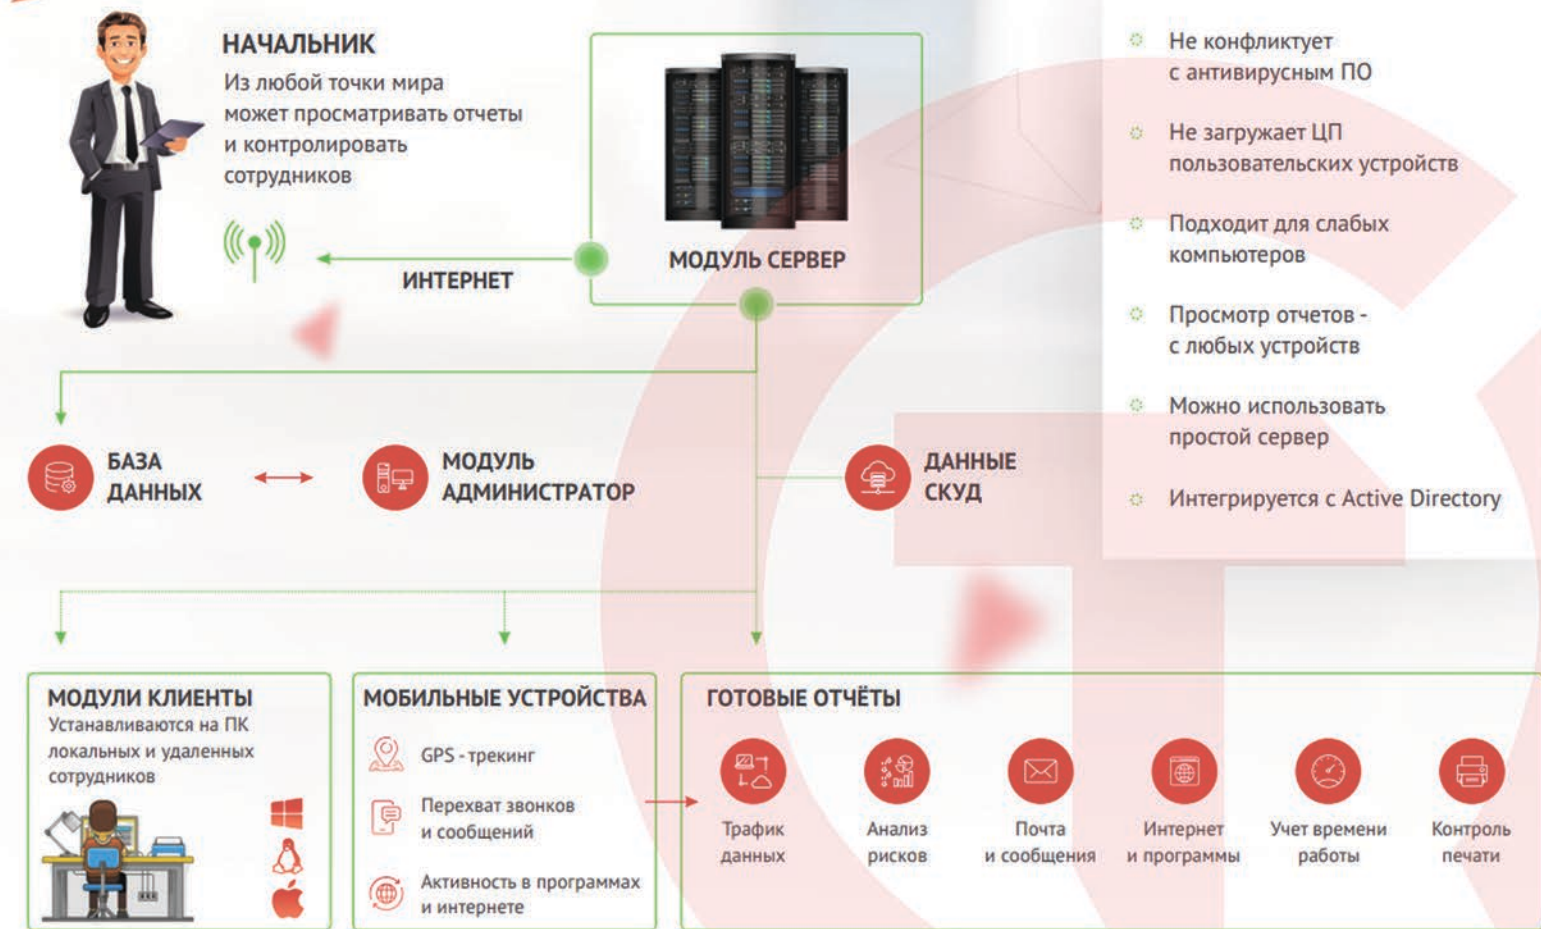 НАЧАЛЬНИК
Из любой точки мира
может просматривать отчеты
и контролировать
сотрудников
ИНТЕРНЕТ
МОДУЛЬ СЕРВЕР
Не конфликтует
с антивирусным ПО
Не загружает ЦП
пользовательских устройств
Подходит для слабых
компьютеров
Просмотр отчетов -
с любых устройств
Можно использовать
простой сервер
Интегрируется с Active Directory
БАЗА
ДАННЫХ
МОДУЛЬ
АДМИНИСТРАТОР
ДАННЫЕ
СКУД
МОДУЛИ КЛИЕНТЫ
Устанавливаются на ПК
локальных и удаленных
сотрудников
МОБИЛЬНЫЕ УСТРОЙСТВА
GPS - трекинг
Перехват звонков
и сообщений
Активность в программах
и интернете
ГОТОВЫЕ ОТЧЁТЫ
Трафик
данных
Анализ
рисков
Почта
и сообщения
Интернет
и программы
Учет времени
работы
Контроль
печати